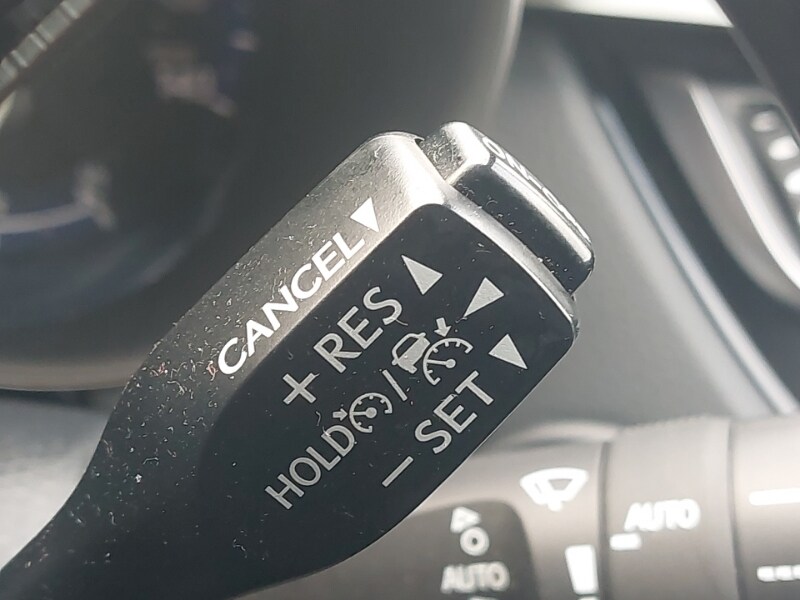 CANCEL
+ RES
HOLD /
− SET
AUTO
AUTO